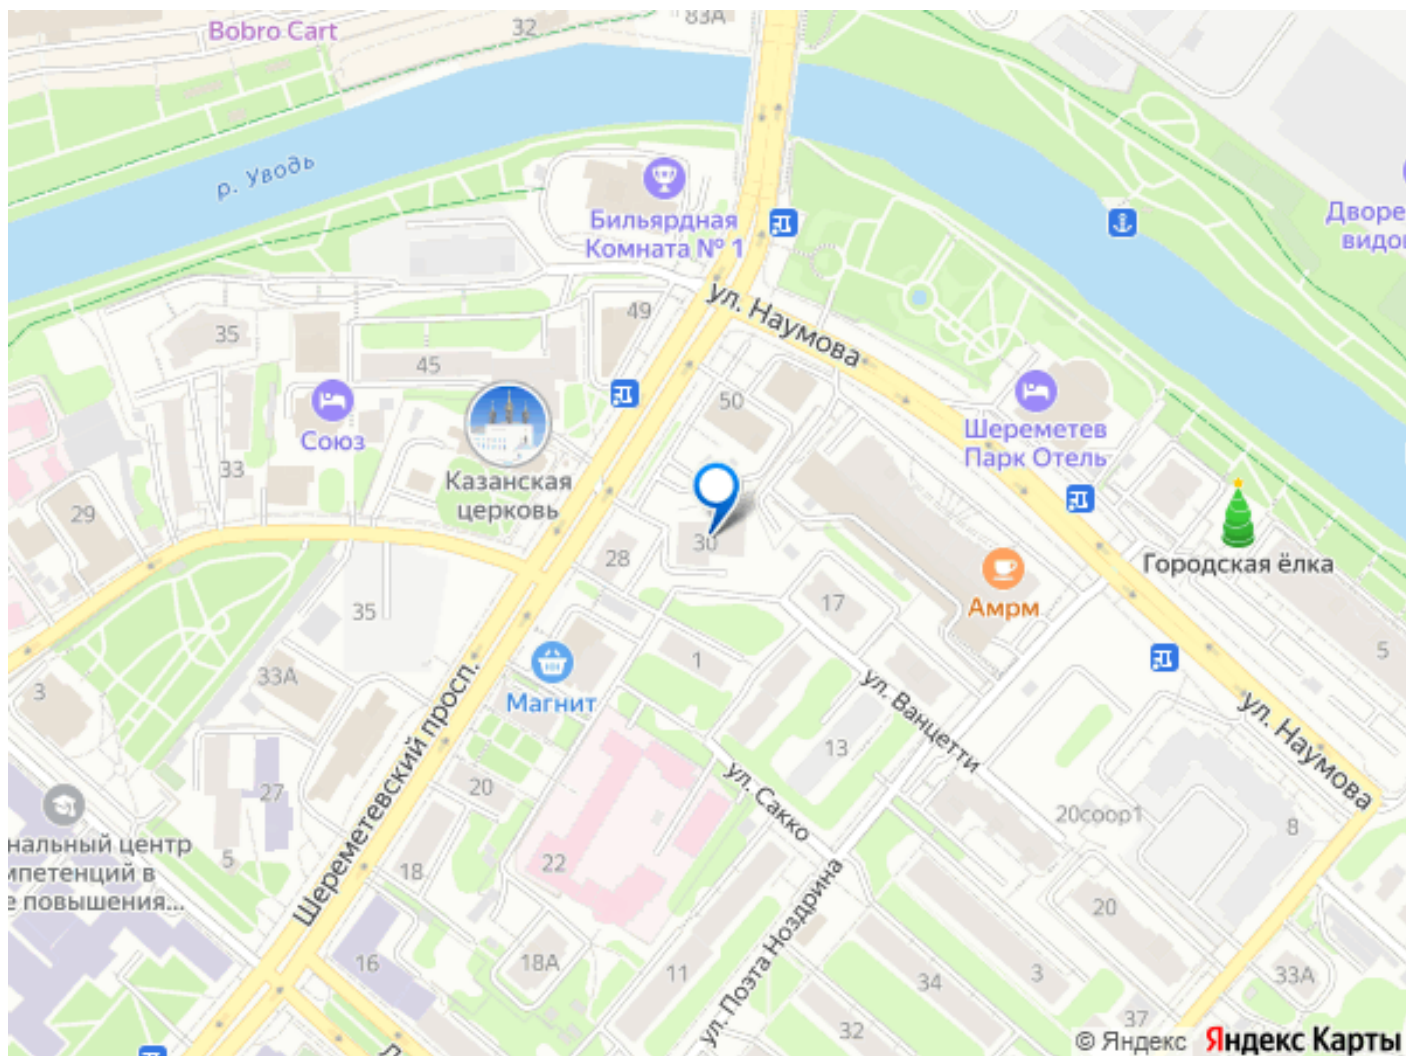 Bobro Cart
32
83А
р. Уводь
Бильярдная
Комната № 1
Дворе
видо
ул. Наумова
35
49
45
Союз
50
Шереметев
Парк Отель
33
Казанская
церковь
29
30
28
Городская ёлка
35
17
Амрм
1
5
3
33А
Магнит
ул. Ванцетти
ул. Наумова
Шереметевский просп.
13
27
20
ул. Сакко
20соор1
8
нальный центр
мпетенций в
е повышения...
5
18
22
ул. Поэта Ноздрина
20
16
18А
11
34
3
33А
32
37
© Яндекс Яндекс Карты